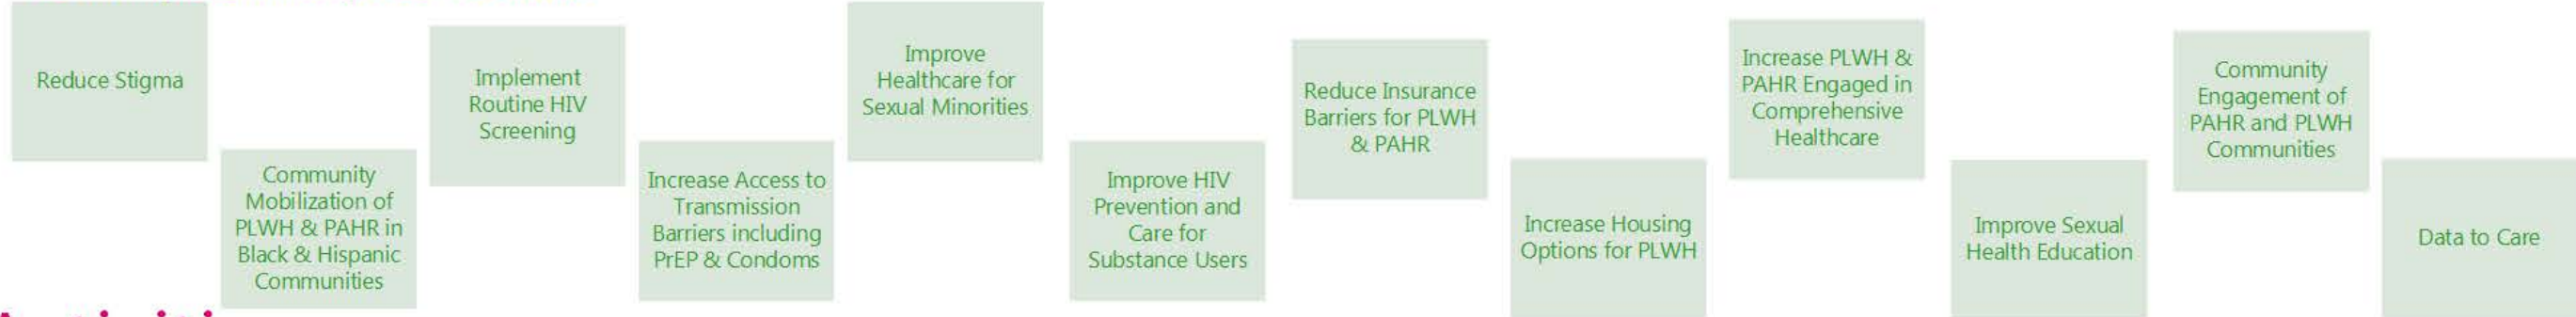 Reduce Stigma
Community
Mobilization of
PLWH & PAHR in
Black & Hispanic
Communities
Implement
Routine HIV
Screening
Increase Access to
Transmission
Barriers including
PrEP & Condoms
Improve
Healthcare for
Sexual Minorities
Improve HIV
Prevention and
Care for
Substance Users
Reduce Insurance
Barriers for PLWH
& PAHR
Increase Housing
Options for PLWH
Increase PLWH &
PAHR Engaged in
Comprehensive
Healthcare
Improve Sexual
Health Education
Community
Engagement of
PAHR and PLWH
Communities
Data to Care